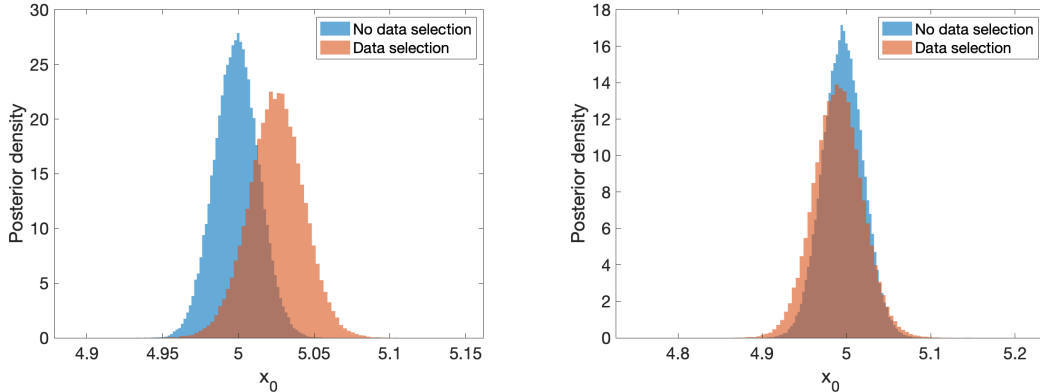 30
25
20
15
10
5
0
Posterior density
No data selection
Data selection
4.9 4.95 5 5.05 5.1 5.15
x0
18
16
14
12
10
8
6
4
2
0
Posterior density
No data selection
Data selection
4.8 4.9 5 5.1 5.2
x0